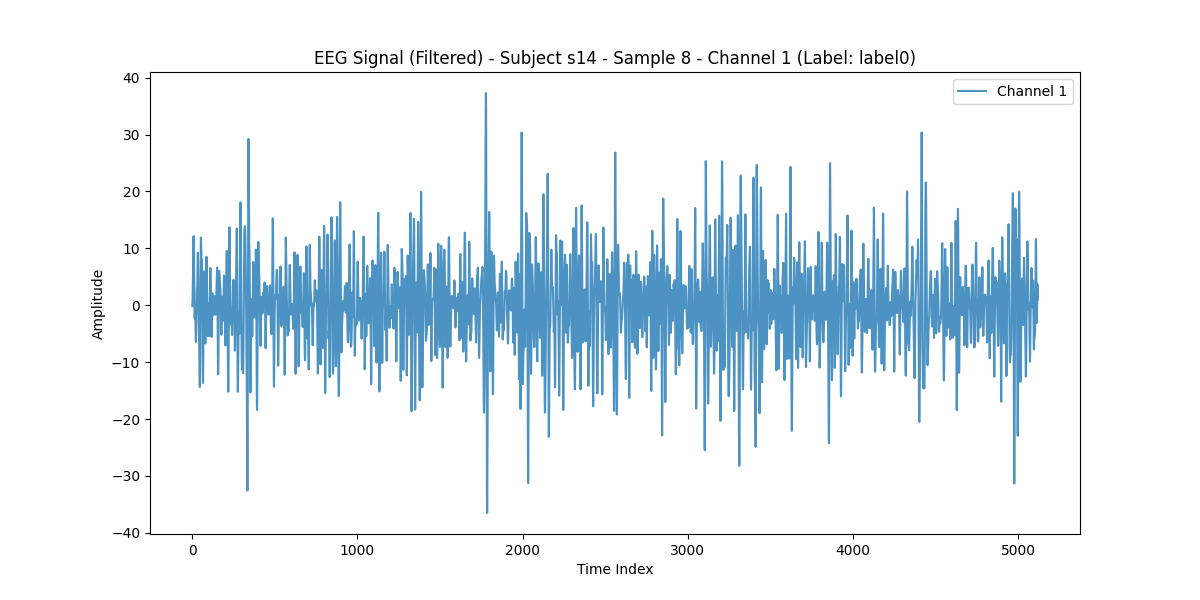 EEG Signal (Filtered) - Subject s14 - Sample 8 - Channel 1 (Label: label0)
Channel 1
40
30
20
10
0
−10
−20
−30
−40
Amplitude
0 1000 2000 3000 4000 5000
Time Index